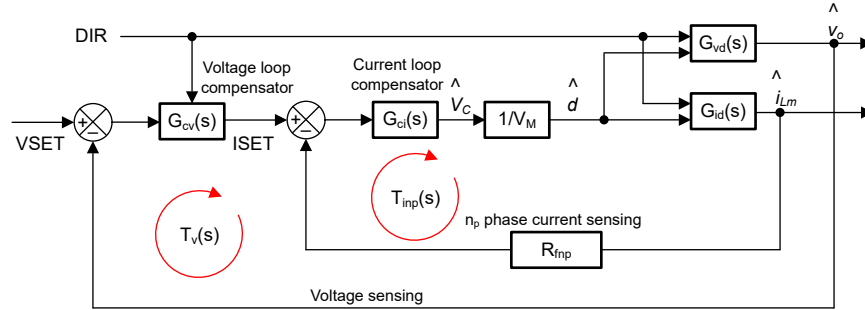 DIR
Voltage loop
compensator
Current loop
compensator
^
V_C
^
d
G_vd(s)
^
v_o
^
i_Lm
G_id(s)
VSET
+
−
G_cv(s)
ISET
+
−
G_ci(s)
1/V_M
T_v(s)
T_inp(s)
n_p phase current sensing
R_fnp
Voltage sensing